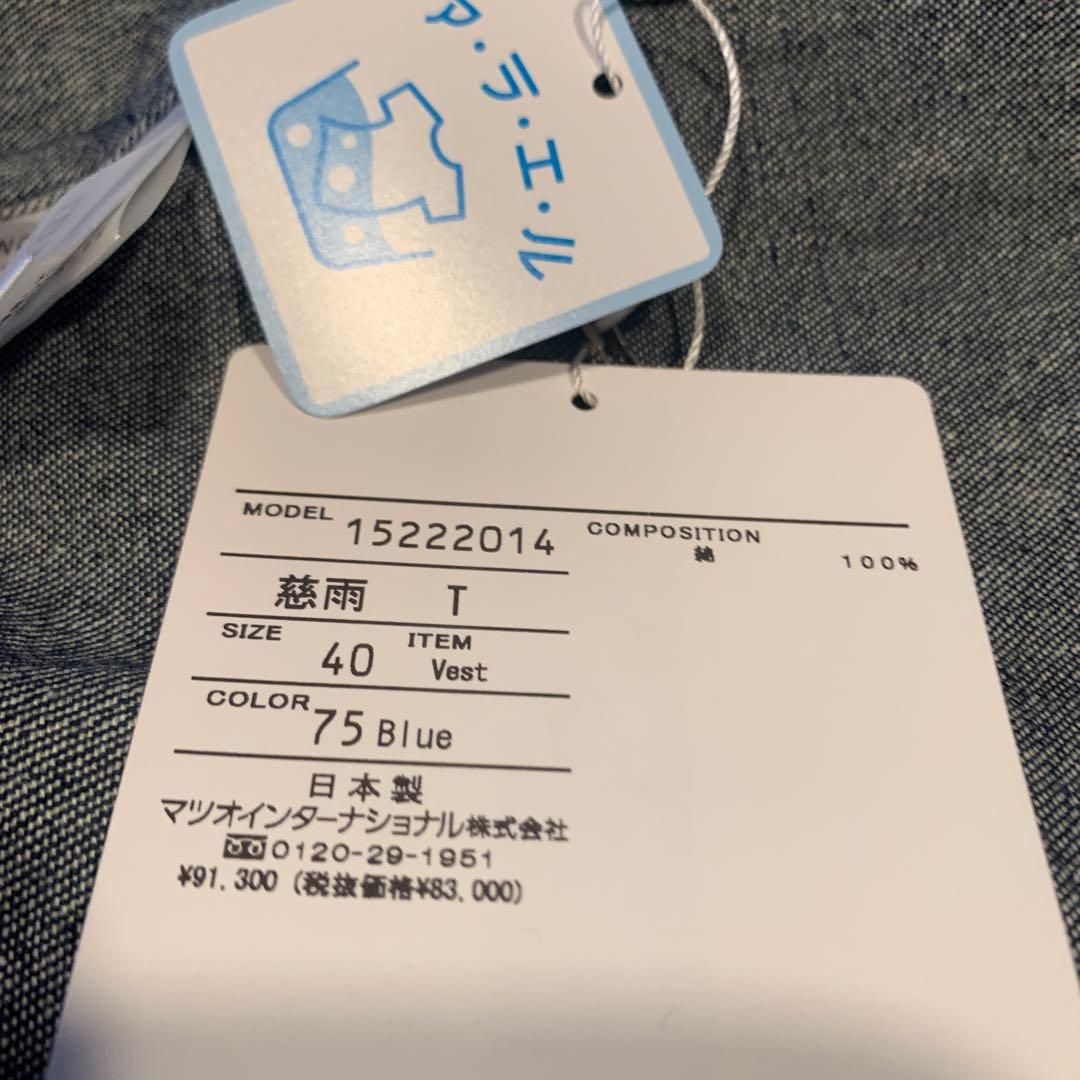 ア・ラ・エ・ル
MODEL 15222014
COMPOSITION
綿 100%
慈雨 T
SIZE 40
ITEM Vest
COLOR 75 Blue
日本製
マツオインターナショナル株式会社
0120-29-1951
¥91,300 (税抜価格¥83,000)